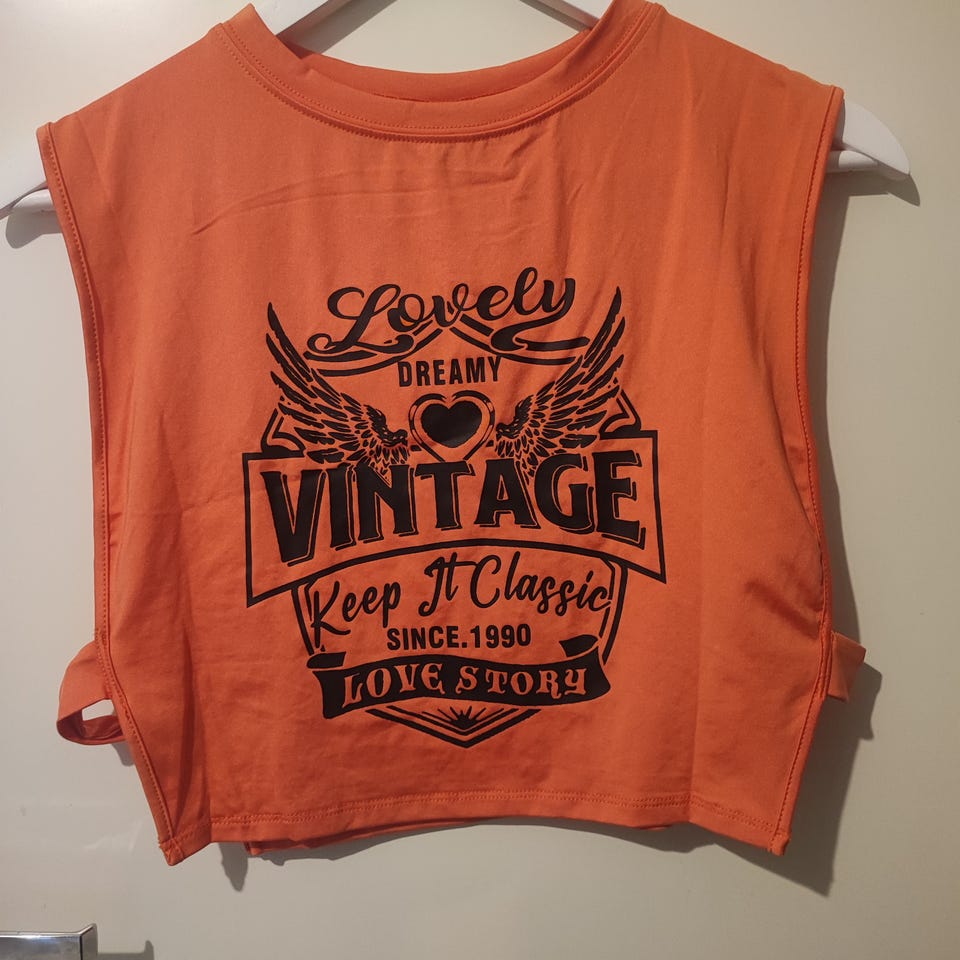 Lovely
DREAMY
VINTAGE
Keep It Classic
SINCE.1990
LOVE STORY